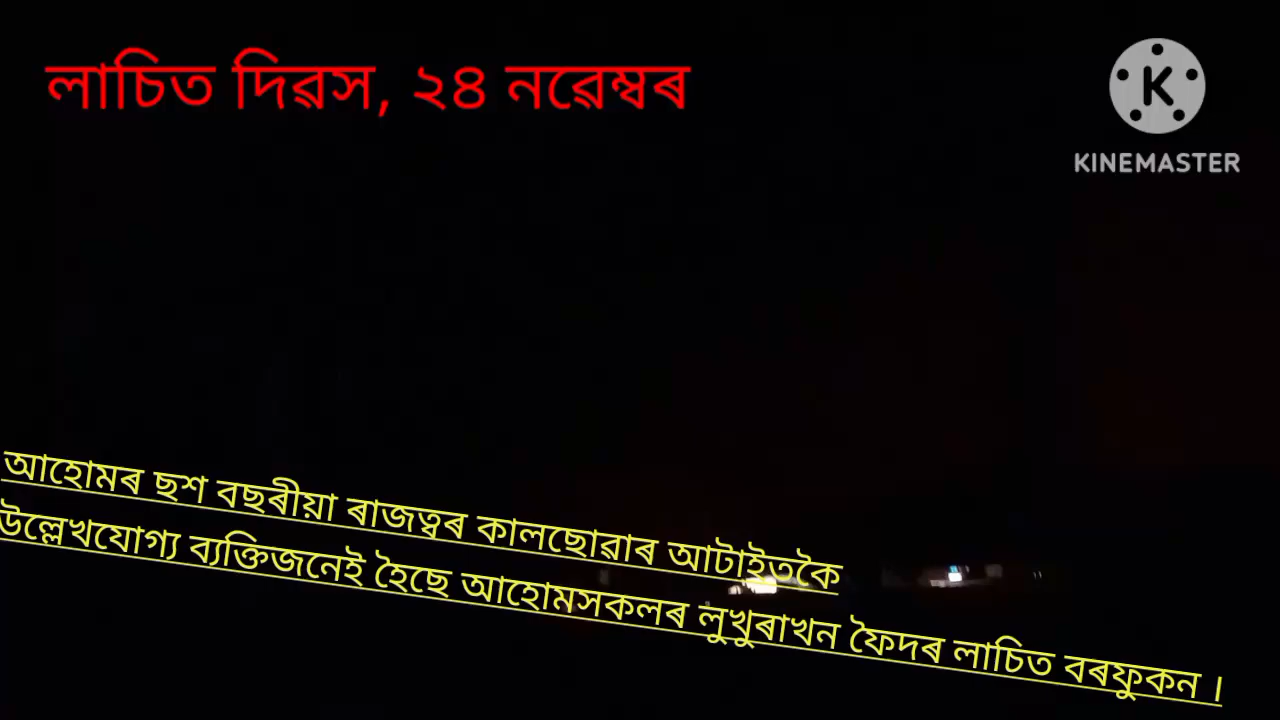 লাচিত দিৱস, ২৪ নৱেম্বৰ
KINEMASTER
আহোমৰ ছশ বছৰীয়া ৰাজত্বৰ কালছোৱাৰ আটাইতকৈ
উল্লেখযোগ্য ব্যক্তিজনেই হৈছে আহোমসকলৰ লুখুৰাখন ফৈদৰ লাচিত বৰফুকন ।